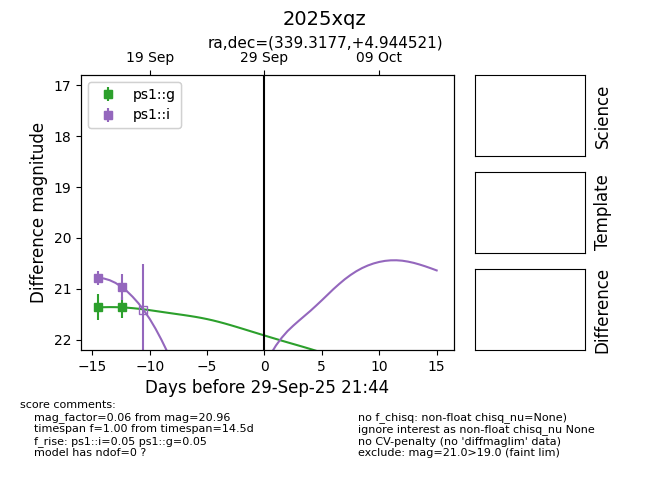 2025xqz
ra,dec=(339.3177,+4.944521)
19 Sep 29 Sep 09 Oct
ps1::g
ps1::i
17
18
19
20
21
22
Difference magnitude
−15 −10 −5 0 5 10 15
Days before 29-Sep-25 21:44
Science
Template
Difference
score comments:
mag_factor=0.06 from mag=20.96
timespan f=1.00 from timespan=14.5d
f_rise: ps1::i=0.05 ps1::g=0.05
model has ndof=0 ?
no f_chisq: non-float chisq_nu=None)
ignore interest as non-float chisq_nu None
no CV-penalty (no 'diffmaglim' data)
exclude: mag=21.0>19.0 (faint lim)